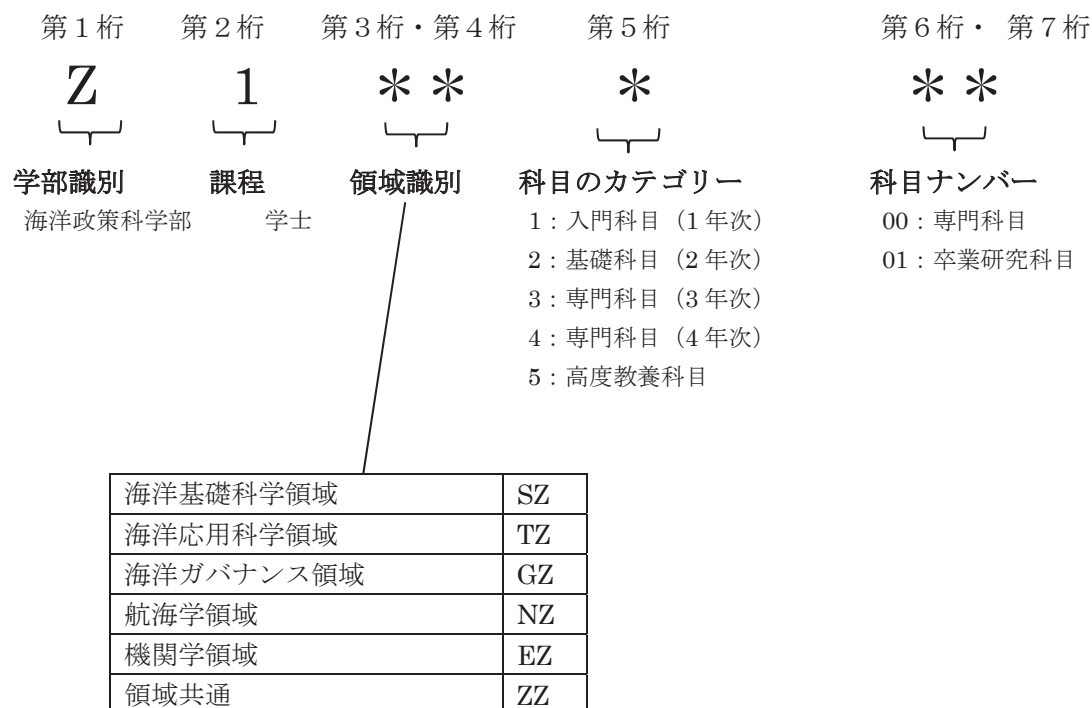 第1桁 第2桁 第3桁・第4桁 第5桁 第6桁・ 第7桁
Z 1 ** * **
学部識別 課程 領域識別 科目のカテゴリー 科目ナンバー
海洋政策科学部 学士 1：入門科目（1 年次） 00：専門科目
2：基礎科目（2 年次） 01：卒業研究科目
3：専門科目（3 年次）
4：専門科目（4 年次）
5：高度教養科目
海洋基礎科学領域 SZ
海洋応用科学領域 TZ
海洋ガバナンス領域 GZ
航海学領域 NZ
機関学領域 EZ
領域共通 ZZ